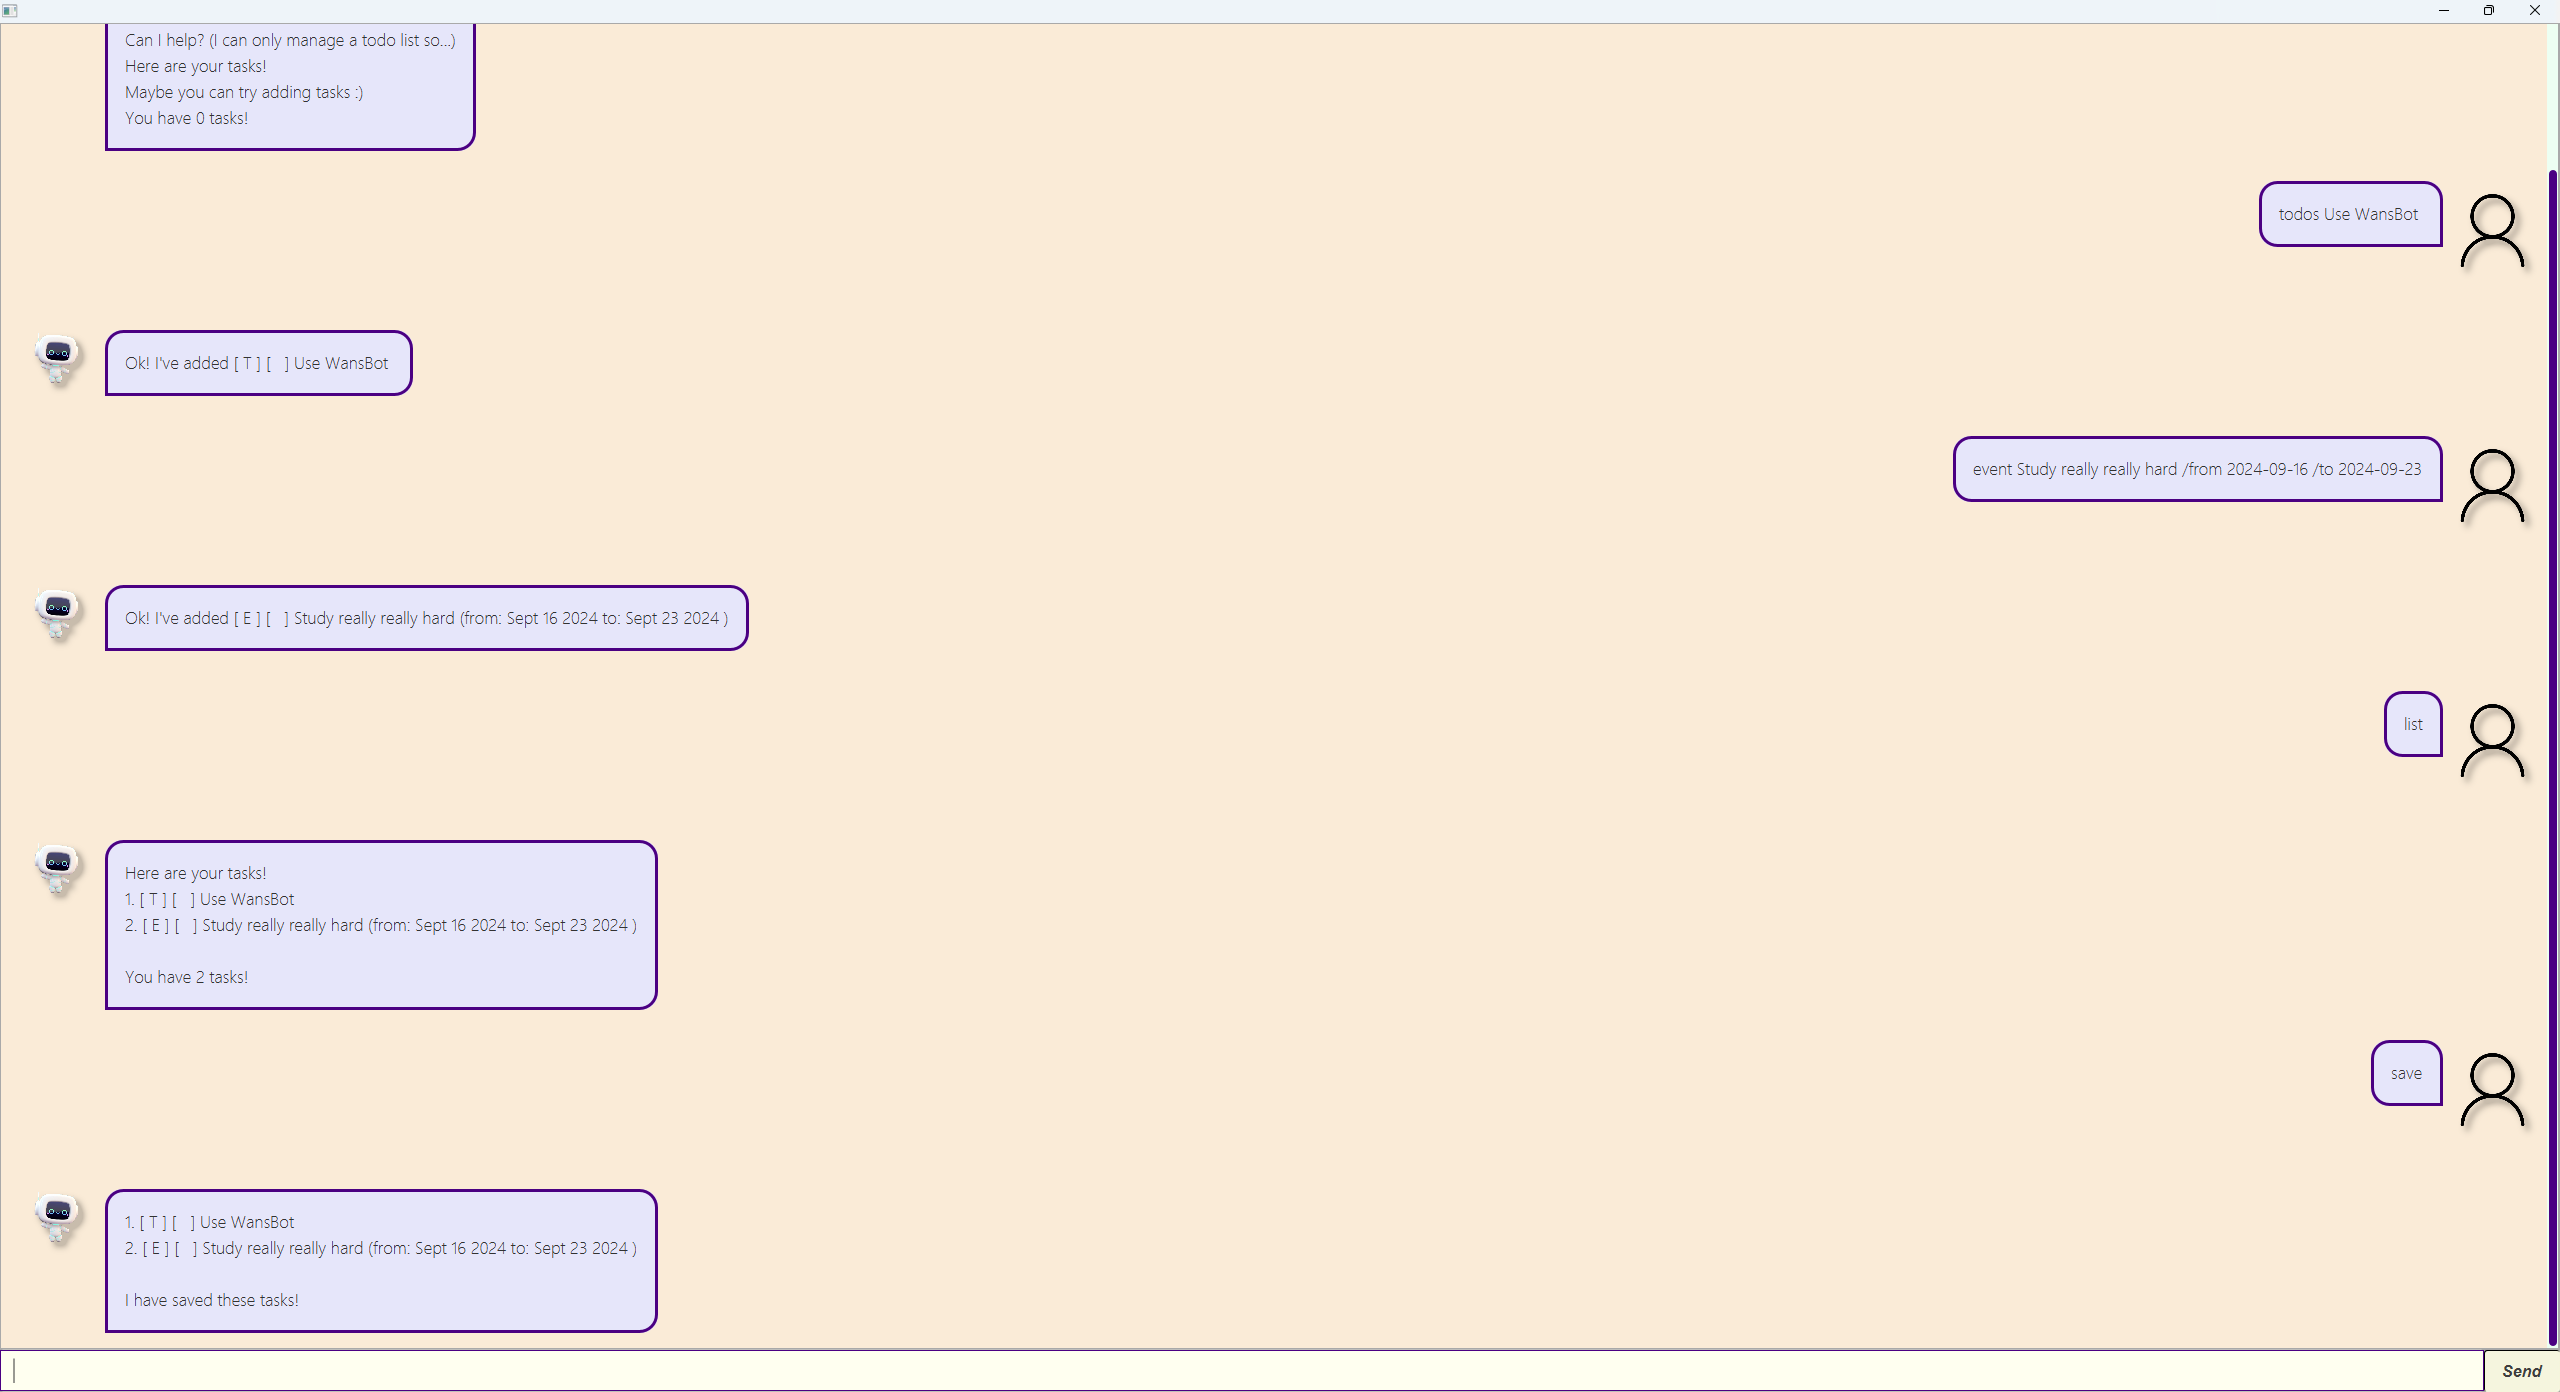 Can I help? (I can only manage a todo list so...)
Here are your tasks!
Maybe you can try adding tasks :)
You have 0 tasks!
todos Use WansBot
Ok! I've added [ T ] [   ] Use WansBot
event Study really really hard /from 2024-09-16 /to 2024-09-23
Ok! I've added [ E ] [   ] Study really really hard (from: Sept 16 2024 to: Sept 23 2024 )
list
Here are your tasks!
1. [ T ] [   ] Use WansBot
2. [ E ] [   ] Study really really hard (from: Sept 16 2024 to: Sept 23 2024 )
You have 2 tasks!
save
1. [ T ] [   ] Use WansBot
2. [ E ] [   ] Study really really hard (from: Sept 16 2024 to: Sept 23 2024 )
I have saved these tasks!
Send